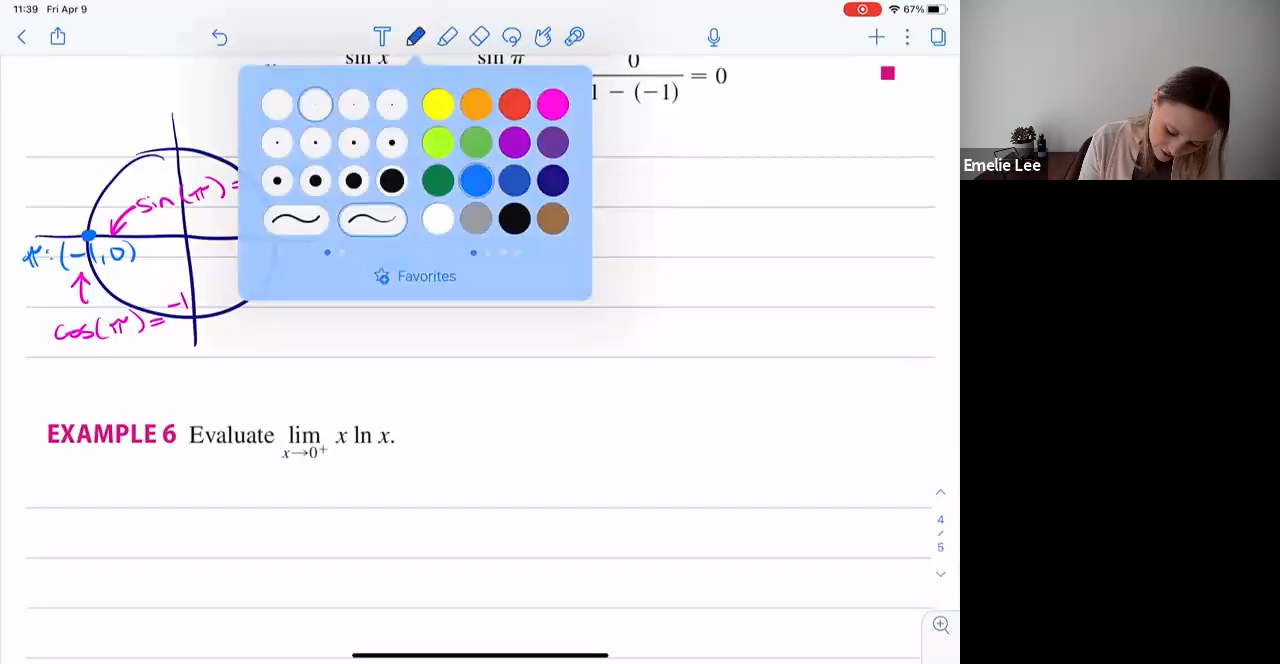 11:39 Fri Apr 9
67%
T
sin x
sin π
0
1 − (−1)
= 0
Emelie Lee
sin(π) =
π: (−1, 0)
cos(π) = −1
Favorites
EXAMPLE 6 Evaluate lim x ln x.
x→0⁺
4
/
5